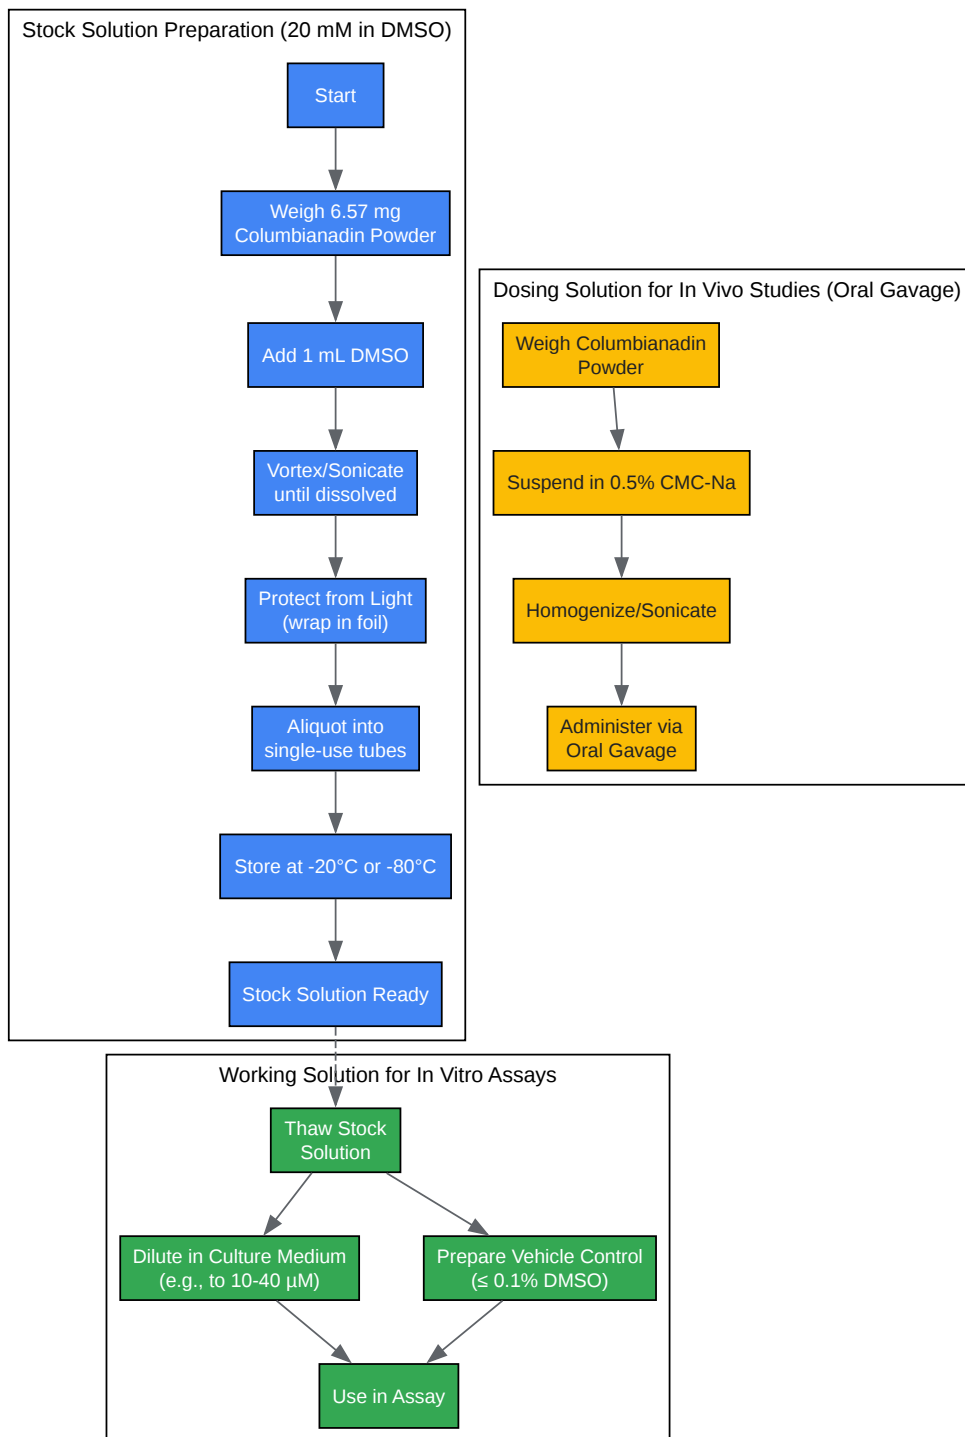 Stock Solution Preparation (20 mM in DMSO)
Start
Weigh 6.57 mg
Columbianadin Powder
Add 1 mL DMSO
Vortex/Sonicate
until dissolved
Protect from Light
(wrap in foil)
Aliquot into
single-use tubes
Store at -20°C or -80°C
Stock Solution Ready
Dosing Solution for In Vivo Studies (Oral Gavage)
Weigh Columbianadin
Powder
Suspend in 0.5% CMC-Na
Homogenize/Sonicate
Administer via
Oral Gavage
Working Solution for In Vitro Assays
Thaw Stock
Solution
Dilute in Culture Medium
(e.g., to 10-40 µM)
Prepare Vehicle Control
(≤ 0.1% DMSO)
Use in Assay